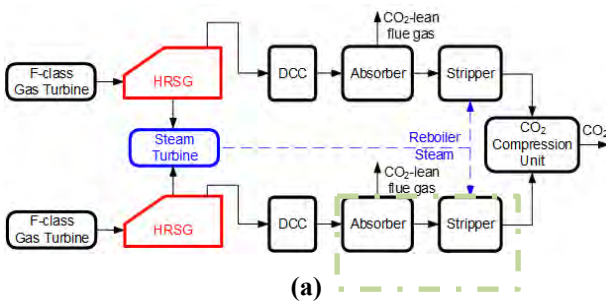 CO₂-lean
flue gas
F-class
Gas Turbine
HRSG
DCC
Absorber
Stripper
Steam
Turbine
Reboiler
Steam
CO₂
Compression
Unit
CO₂
CO₂-lean
flue gas
F-class
Gas Turbine
HRSG
DCC
Absorber
Stripper
(a)